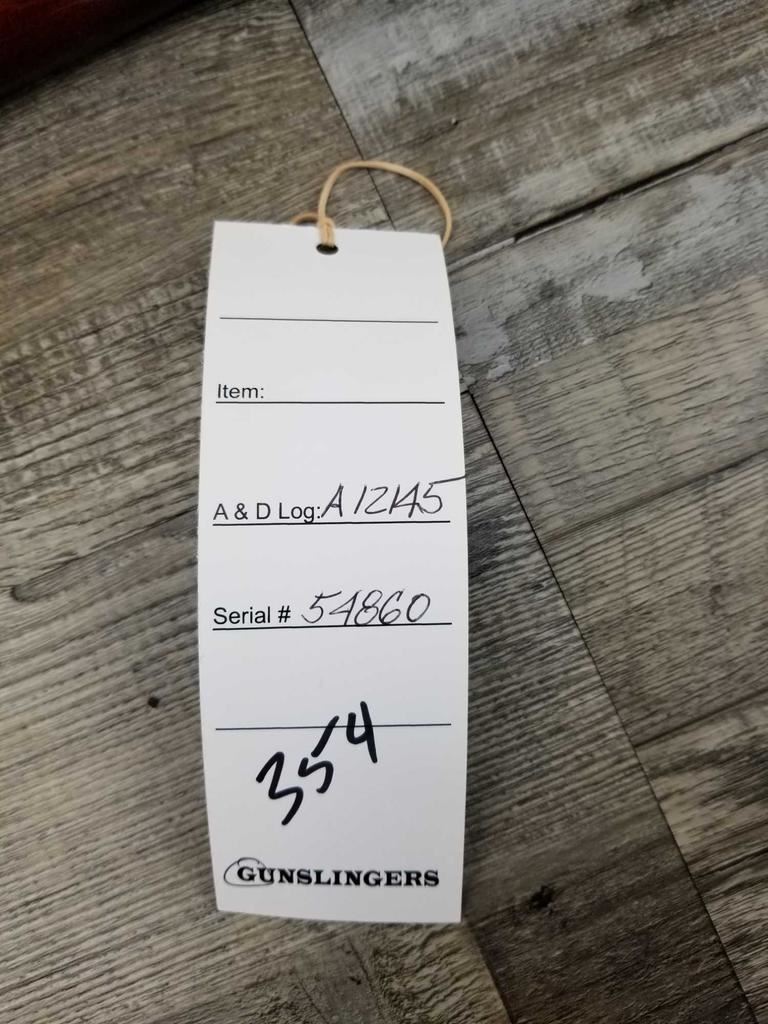 Item:
A & D Log: A12145
Serial # 54860
354
GUNSLINGERS